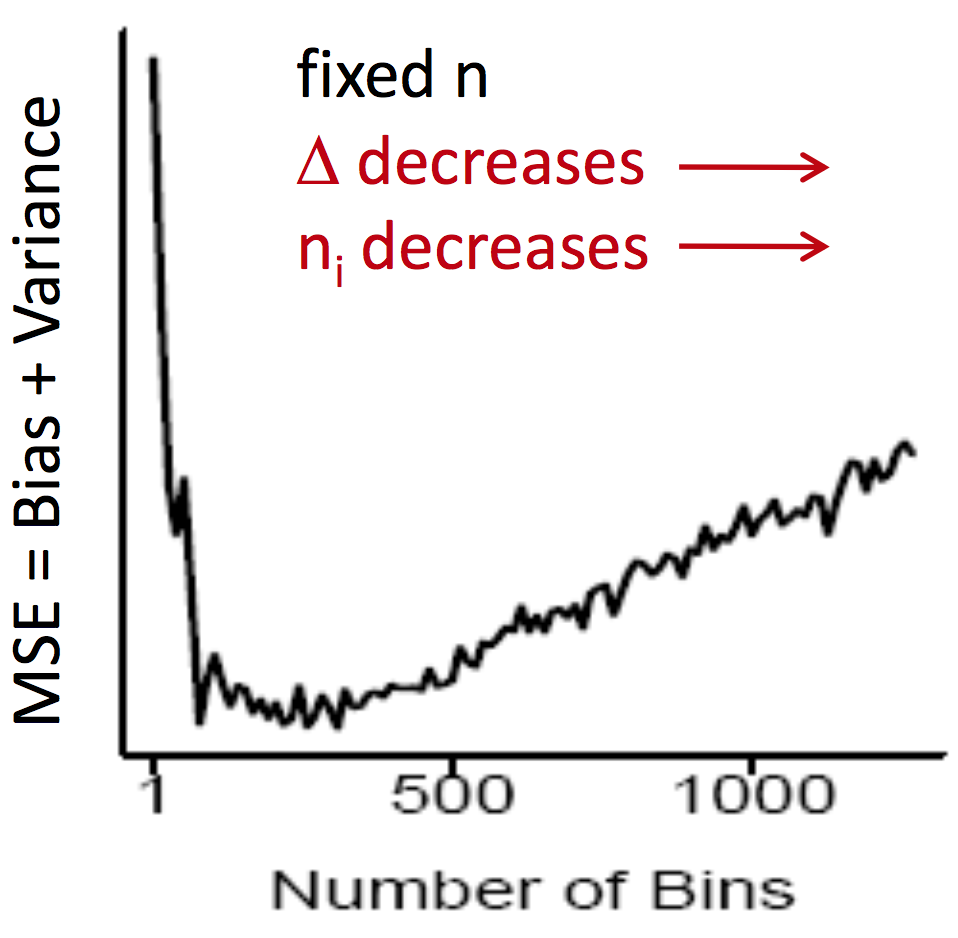 fixed n
Δ decreases
nᵢ decreases
MSE = Bias + Variance
1 500 1000
Number of Bins